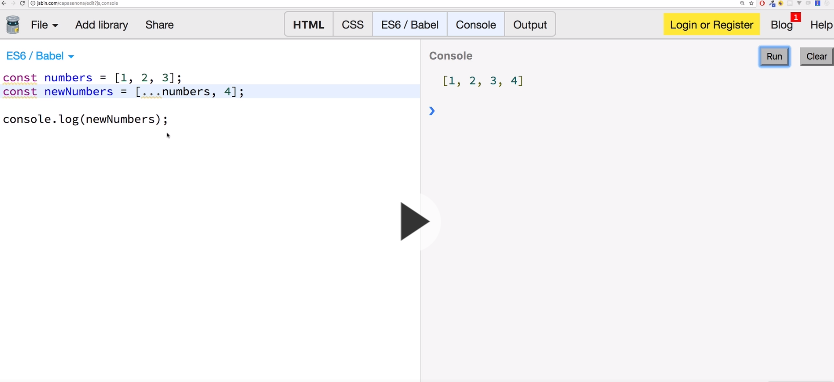 File Add library Share HTML CSS ES6 / Babel Console Output Login or Register Blog 1 Help
ES6 / Babel
const numbers = [1, 2, 3];
const newNumbers = [...numbers, 4];
console.log(newNumbers);
Console Run Clear
[1, 2, 3, 4]